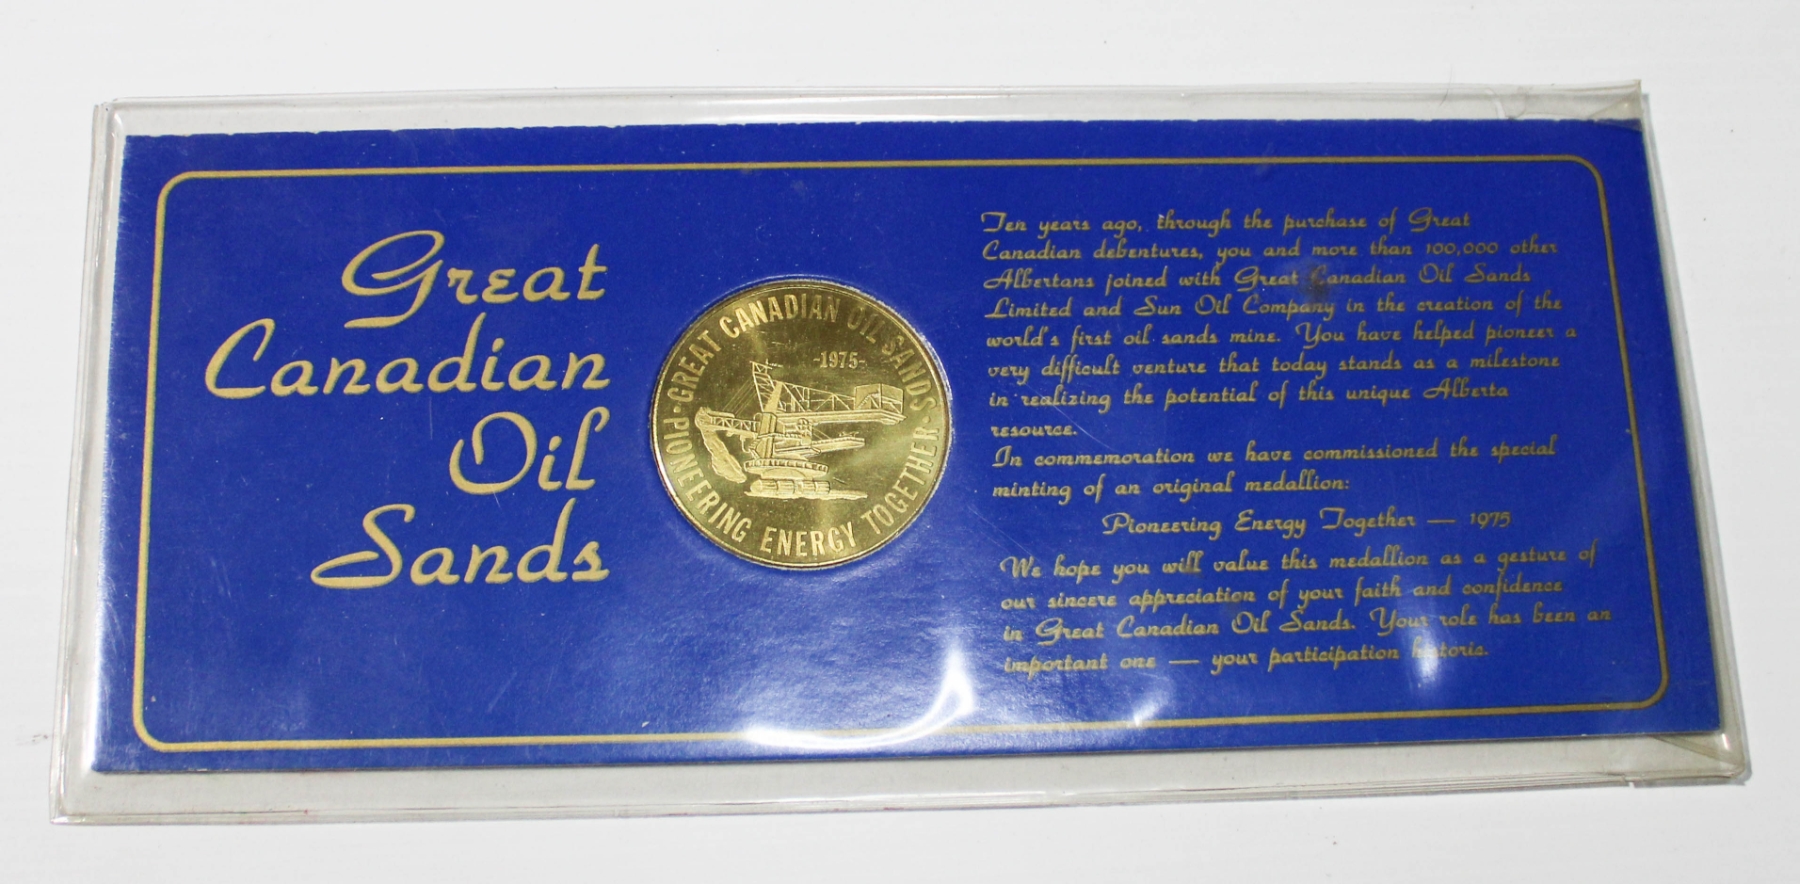 Great
Canadian
Oil
Sands
GREAT CANADIAN OIL SANDS
-1975-
PIONEERING ENERGY TOGETHER
Ten years ago, through the purchase of Great
Canadian debentures, you and more than 100,000 other
Albertans joined with Great Canadian Oil Sands
Limited and Sun Oil Company in the creation of the
world's first oil sands mine. You have helped pioneer a
very difficult venture that today stands as a milestone
in realizing the potential of this unique Alberta
resource.
In commemoration we have commissioned the special
minting of an original medallion:
Pioneering Energy Together — 1975
We hope you will value this medallion as a gesture of
our sincere appreciation of your faith and confidence
in Great Canadian Oil Sands. Your role has been an
important one — your participation historic.